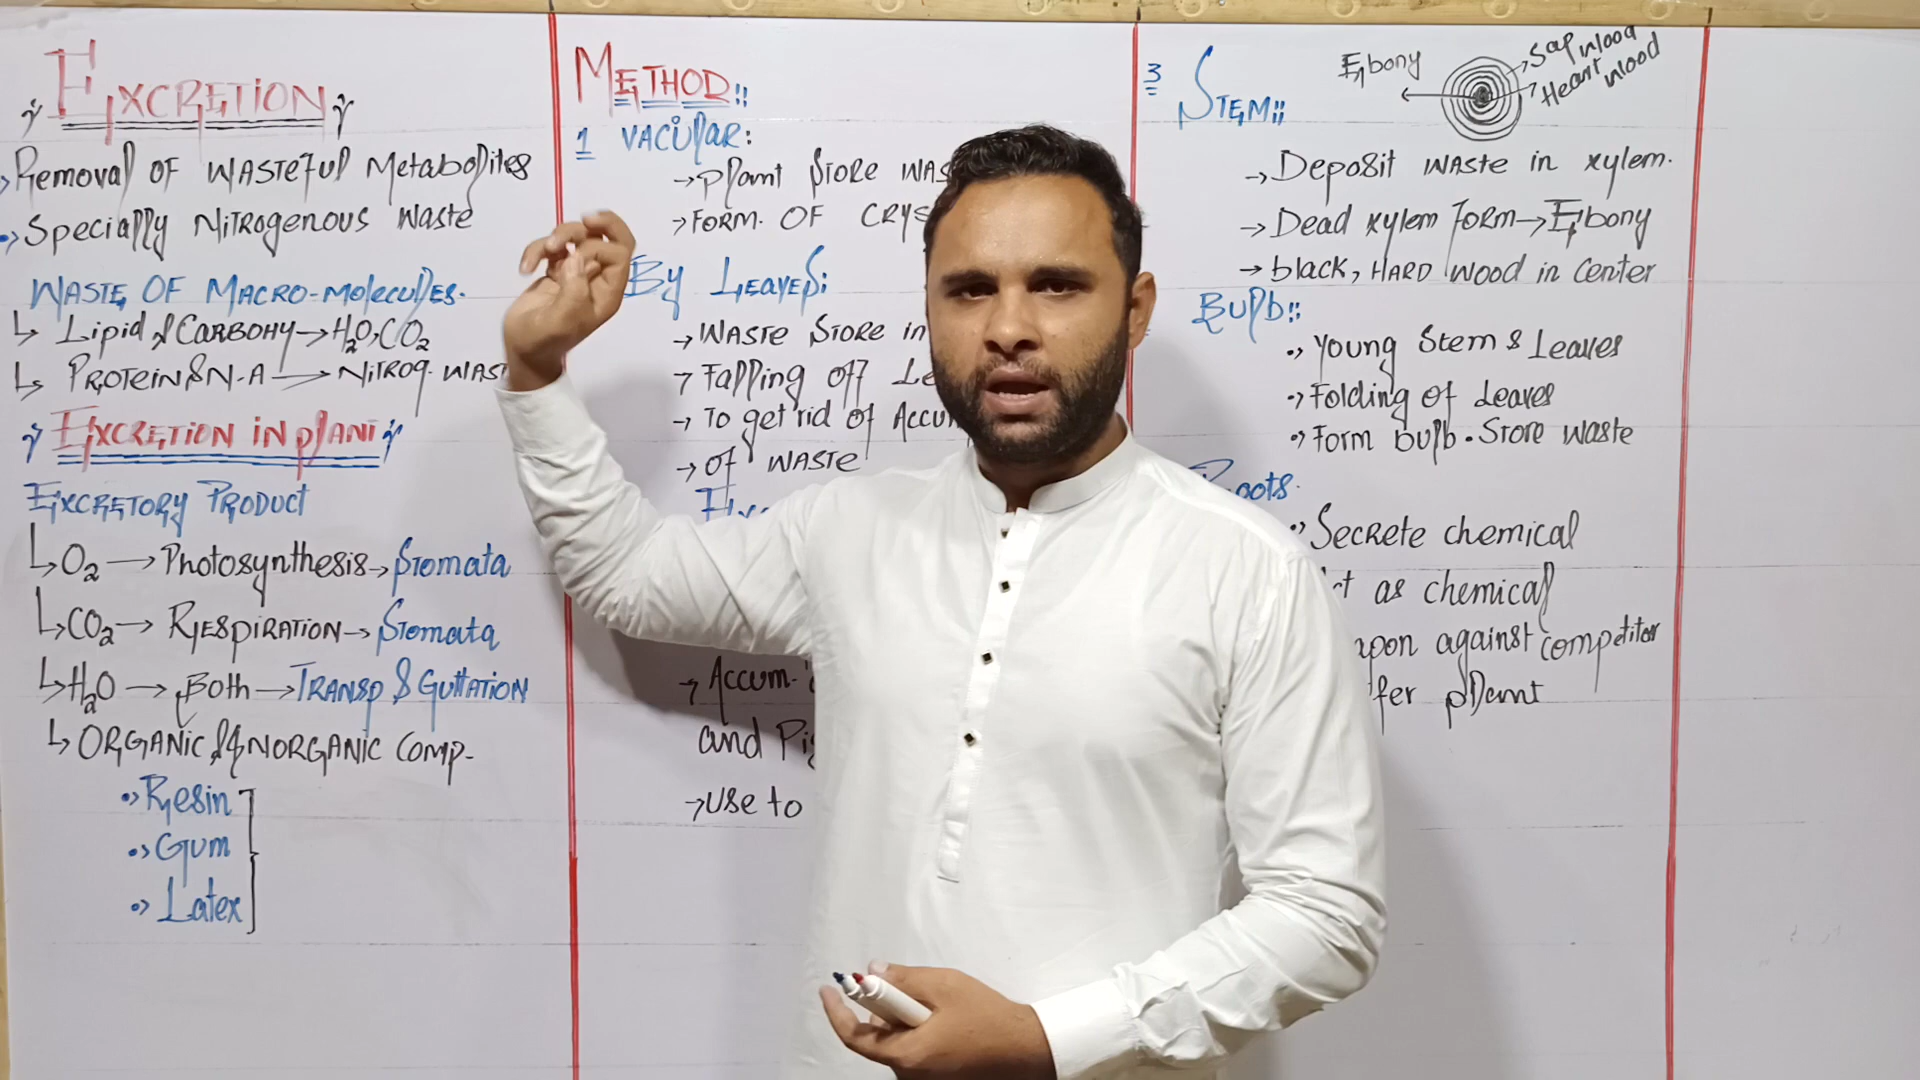 EXCRETION
Removal OF WASTEFUL Metabolites
Specially Nitrogenous Waste
WASTE OF MACRO-MolecUles.
Lipid & CARBOHY → H2O, CO2
PROTEIN & N-A → NITROG. WAST
EXCRETION IN plANT
EXCRETORY PRODUCT
O2 → Photosynthesis → Stomata
CO2 → RESPIRATION → Stomata
H2O → Both → TRANSP & GUTTATION
ORGANIC & INORGANIC COMP-
Resin
Gum
Latex
METHOD::
1 VACUlaR:
→ Plant Store WAS
→ FORM. OF CRYS
By Leaves:
→ WASTE Store in
→ Falling off Le
→ To get rid of Accum
→ of WASTE
→ Accum-
and Pig
→ Use to
3 STEM::
Ebony
Sap Wood
Heart Wood
→ Deposit WASTE in xylem.
→ Dead xylem Form → Ebony
→ black, HARD Wood in Center
Bulb::
Young Stem & Leaves
Folding of Leaves
Form bulb. Store WASTE
oots.
Secrete chemical
t as chemical
apon against competitor
fer plant